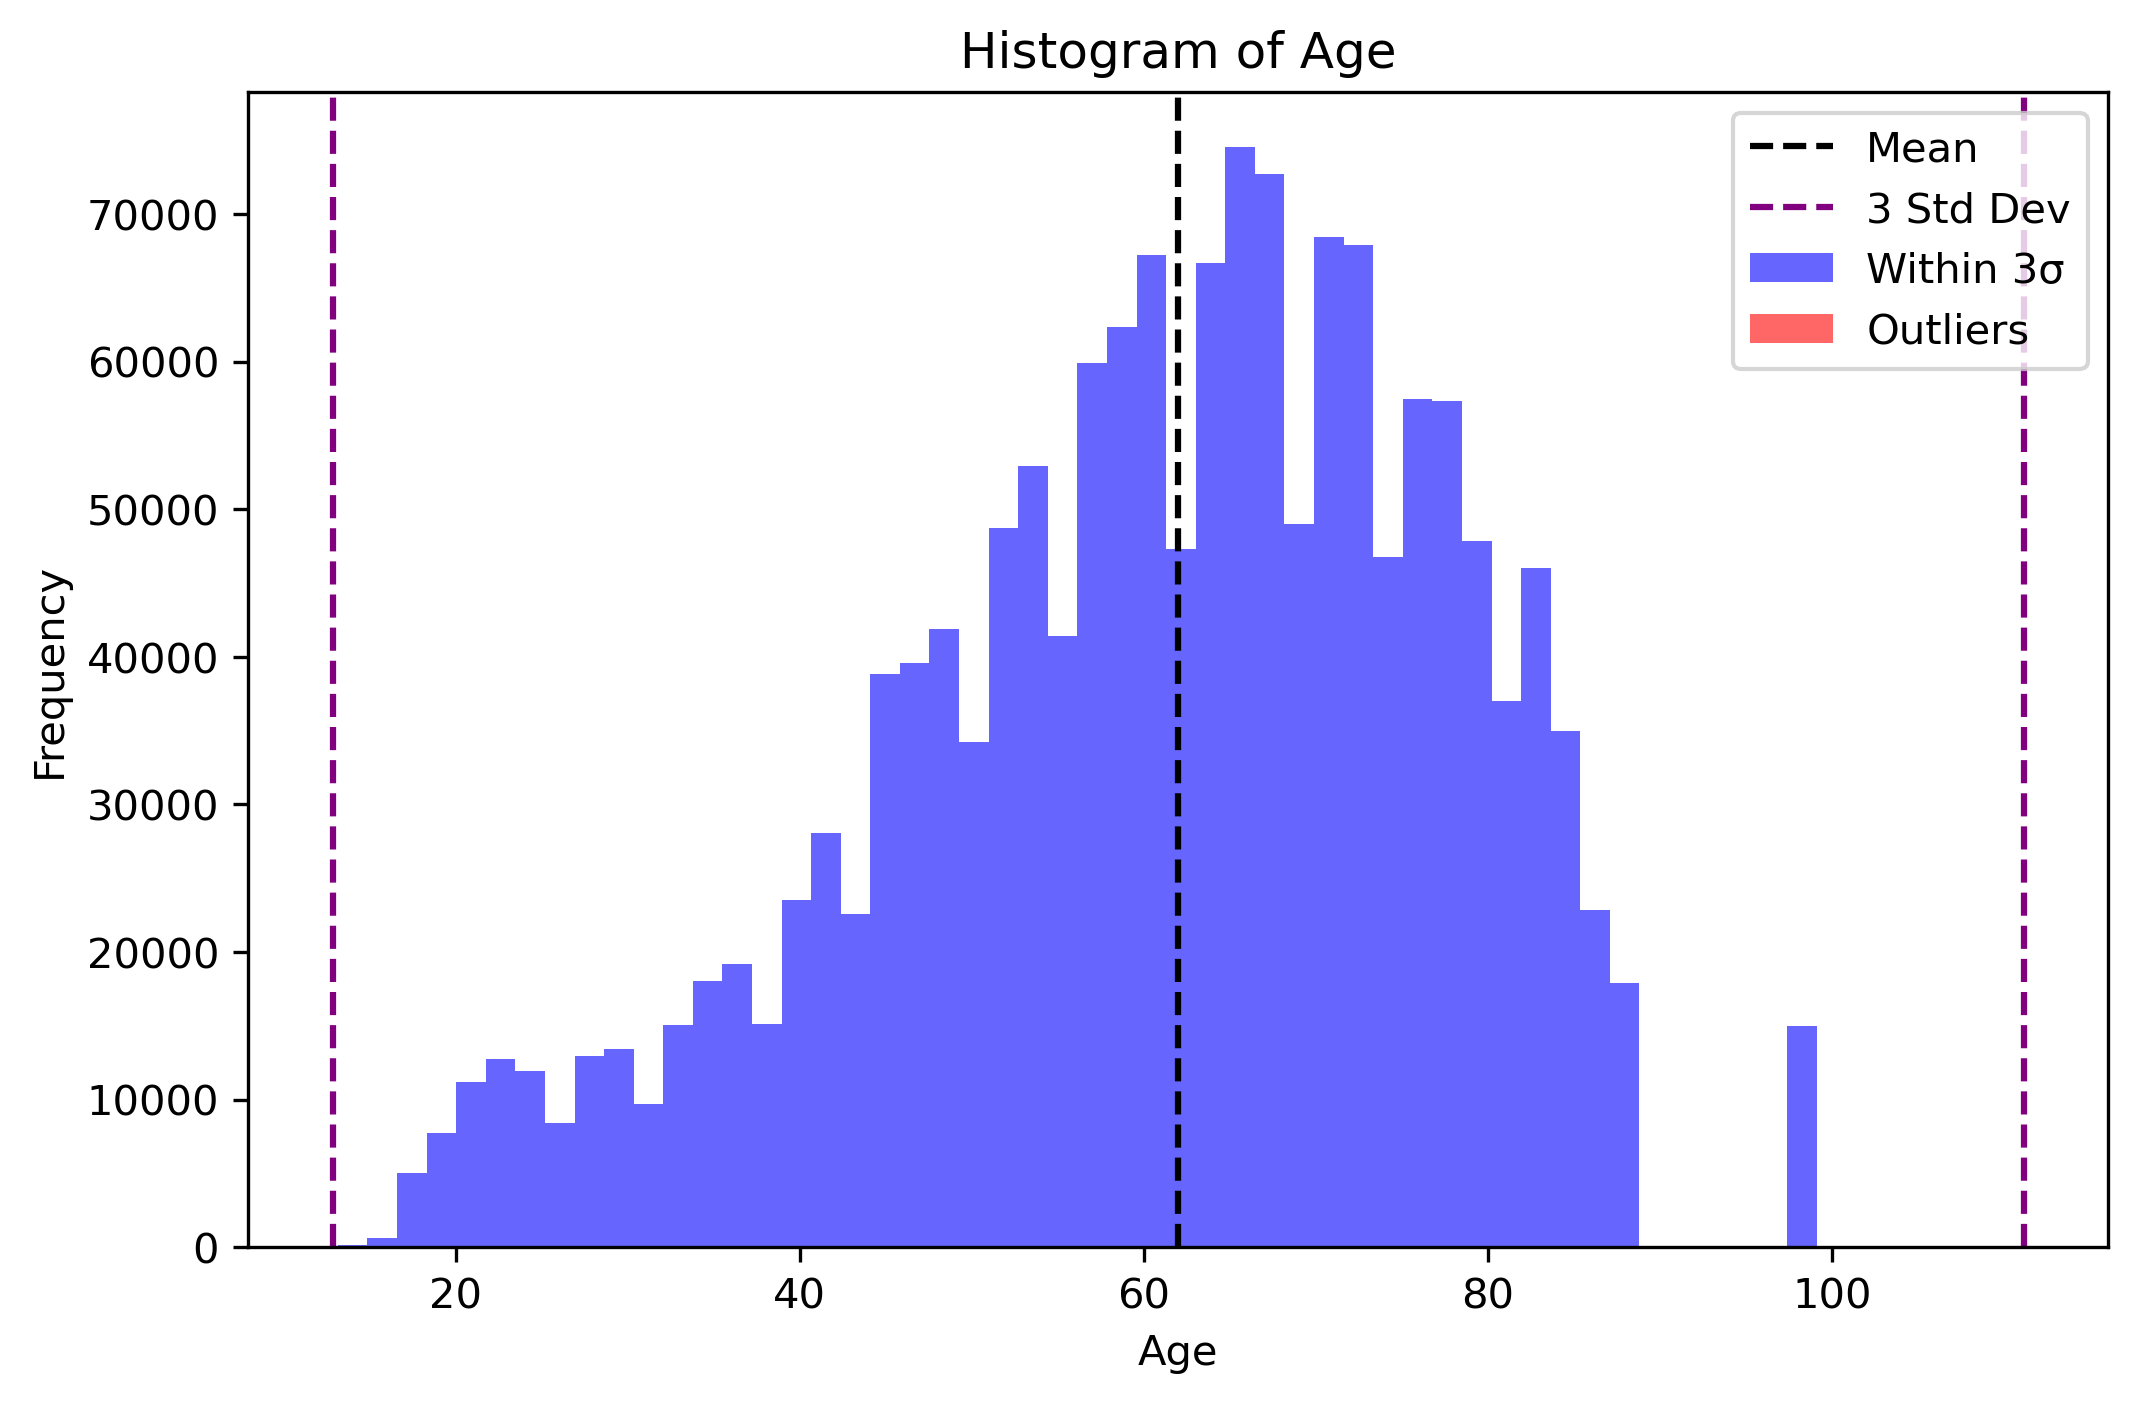 Histogram of Age
Mean
3 Std Dev
Within 3σ
Outliers
70000
60000
50000
40000
30000
20000
10000
0
Frequency
20 40 60 80 100
Age